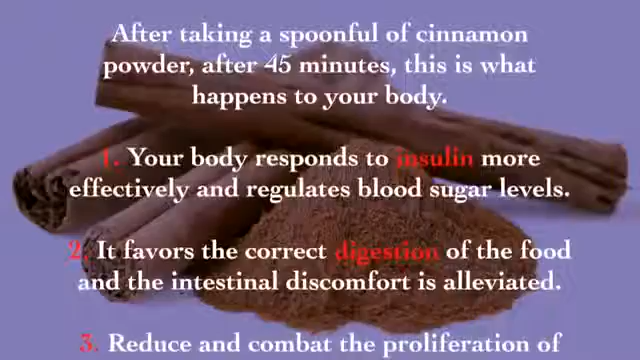 After taking a spoonful of cinnamon
powder, after 45 minutes, this is what
happens to your body.
1. Your body responds to insulin more
effectively and regulates blood sugar levels.
2. It favors the correct digestion of the food
and the intestinal discomfort is alleviated.
3. Reduce and combat the proliferation of